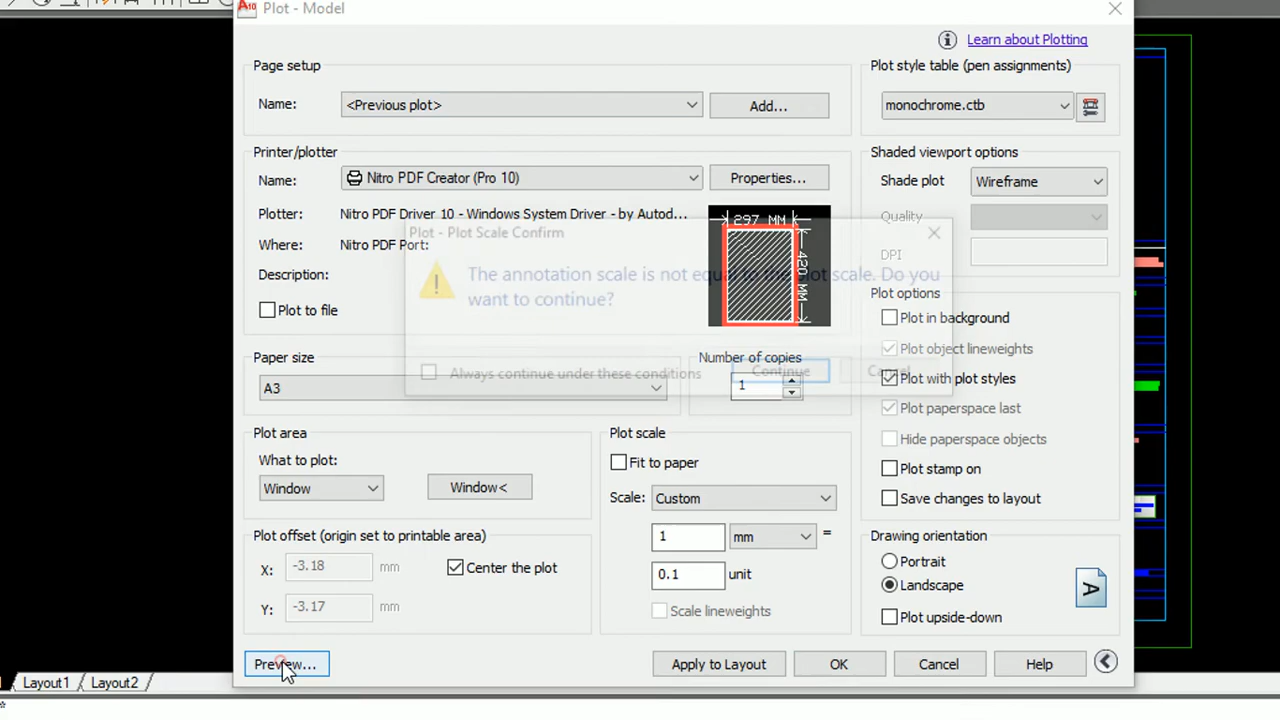 Plot - Model
Learn about Plotting
Page setup
Name: <Previous plot> Add...
Plot style table (pen assignments)
monochrome.ctb
Printer/plotter
Name: Nitro PDF Creator (Pro 10) Properties...
Plotter: Nitro PDF Driver 10 - Windows System Driver - by Autod...
Where: Nitro PDF Port:
Description:
Plot to file
297 MM
420 MM
Shaded viewport options
Shade plot Wireframe
Quality
DPI
Plot - Plot Scale Confirm
The annotation scale is not equal to the plot scale. Do you
want to continue?
Always continue under these conditions
Continue
Cancel
Paper size
A3
Number of copies
1
Plot options
Plot in background
Plot object lineweights
Plot with plot styles
Plot paperspace last
Hide paperspace objects
Plot stamp on
Save changes to layout
Plot area
What to plot:
Window Window<
Plot scale
Fit to paper
Scale: Custom
1 mm =
0.1 unit
Scale lineweights
Plot offset (origin set to printable area)
X: -3.18 mm Center the plot
Y: -3.17 mm
Drawing orientation
Portrait
Landscape
A
Plot upside-down
Preview... Apply to Layout OK Cancel Help
Layout1 Layout2